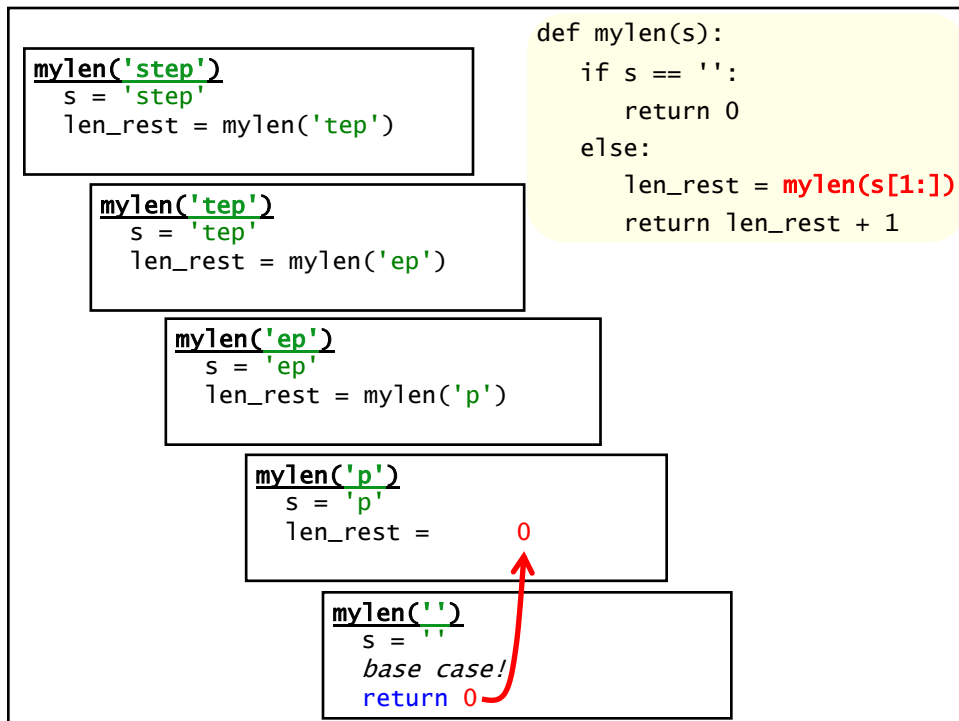 def mylen(s):
if s == '':
return 0
else:
len_rest = mylen(s[1:])
return len_rest + 1
mylen('step')
s = 'step'
len_rest = mylen('tep')
mylen('tep')
s = 'tep'
len_rest = mylen('ep')
mylen('ep')
s = 'ep'
len_rest = mylen('p')
mylen('p')
s = 'p'
len_rest = 0
mylen('')
s = ''
base case!
return 0